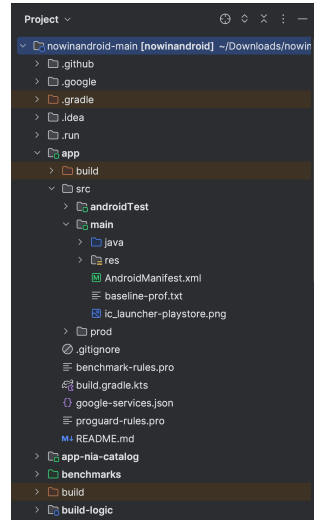 Project
nowinandroid-main [nowinandroid] ~/Downloads/nowin
.github
.google
.gradle
.idea
.run
app
build
src
androidTest
main
java
res
AndroidManifest.xml
baseline-prof.txt
ic_launcher-playstore.png
prod
.gitignore
benchmark-rules.pro
build.gradle.kts
google-services.json
proguard-rules.pro
README.md
app-nia-catalog
benchmarks
build
build-logic